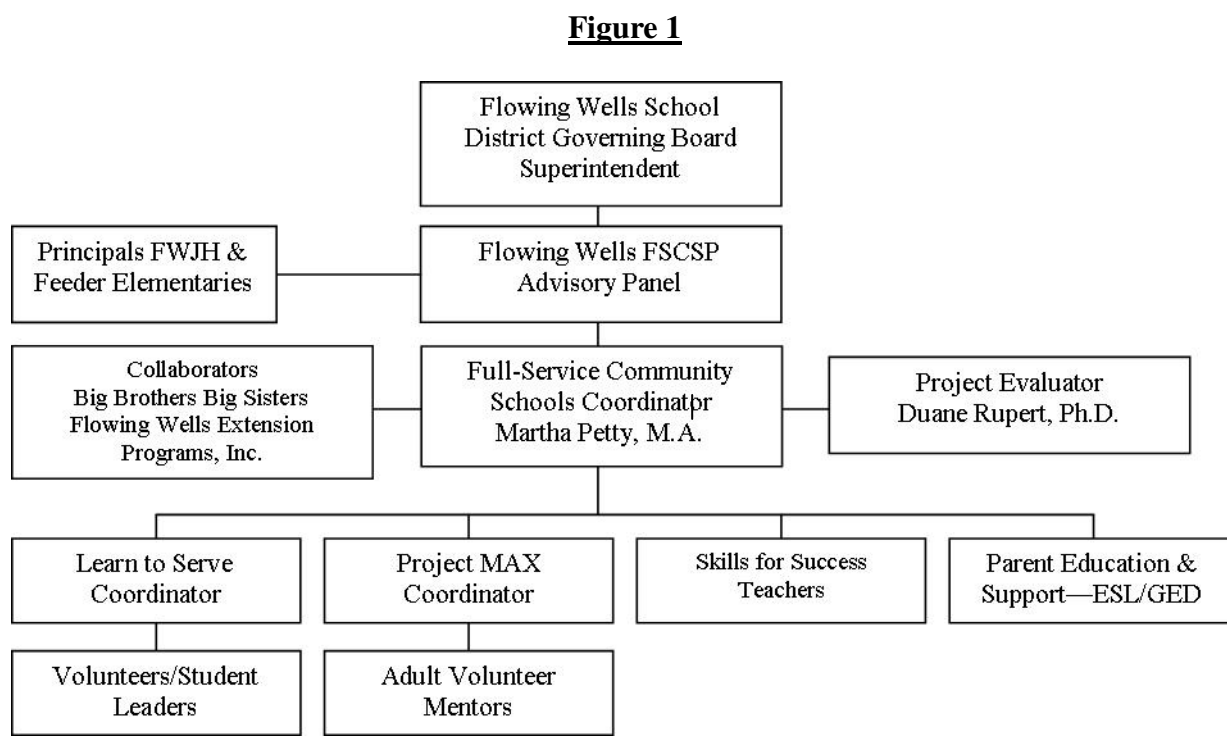 Figure 1
Flowing Wells School
District Governing Board
Superintendent
Principals FWJH &
Feeder Elementaries
Flowing Wells FSCSP
Advisory Panel
Collaborators
Big Brothers Big Sisters
Flowing Wells Extension
Programs, Inc.
Full-Service Community
Schools Coordinator
Martha Petty, M.A.
Project Evaluator
Duane Rupert, Ph.D.
Learn to Serve
Coordinator
Project MAX
Coordinator
Skills for Success
Teachers
Parent Education &
Support—ESL/GED
Volunteers/Student
Leaders
Adult Volunteer
Mentors